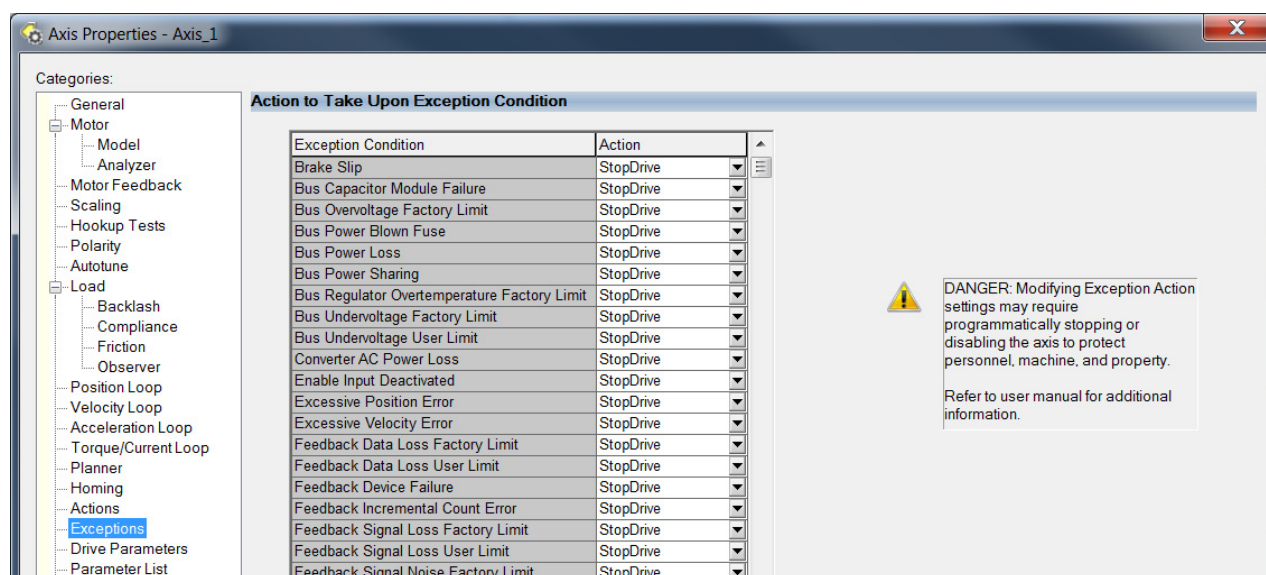 Axis Properties - Axis_1
X
Categories:
General
Motor
Model
Analyzer
Motor Feedback
Scaling
Hookup Tests
Polarity
Autotune
Load
Backlash
Compliance
Friction
Observer
Position Loop
Velocity Loop
Acceleration Loop
Torque/Current Loop
Planner
Homing
Actions
Exceptions
Drive Parameters
Parameter List
Action to Take Upon Exception Condition
Exception Condition Action
Brake Slip StopDrive
Bus Capacitor Module Failure StopDrive
Bus Overvoltage Factory Limit StopDrive
Bus Power Blown Fuse StopDrive
Bus Power Loss StopDrive
Bus Power Sharing StopDrive
Bus Regulator Overtemperature Factory Limit StopDrive
Bus Undervoltage Factory Limit StopDrive
Bus Undervoltage User Limit StopDrive
Converter AC Power Loss StopDrive
Enable Input Deactivated StopDrive
Excessive Position Error StopDrive
Excessive Velocity Error StopDrive
Feedback Data Loss Factory Limit StopDrive
Feedback Data Loss User Limit StopDrive
Feedback Device Failure StopDrive
Feedback Incremental Count Error StopDrive
Feedback Signal Loss Factory Limit StopDrive
Feedback Signal Loss User Limit StopDrive
Feedback Signal Noise Factory Limit StopDrive
DANGER: Modifying Exception Action
settings may require
programmatically stopping or
disabling the axis to protect
personnel, machine, and property.
Refer to user manual for additional
information.